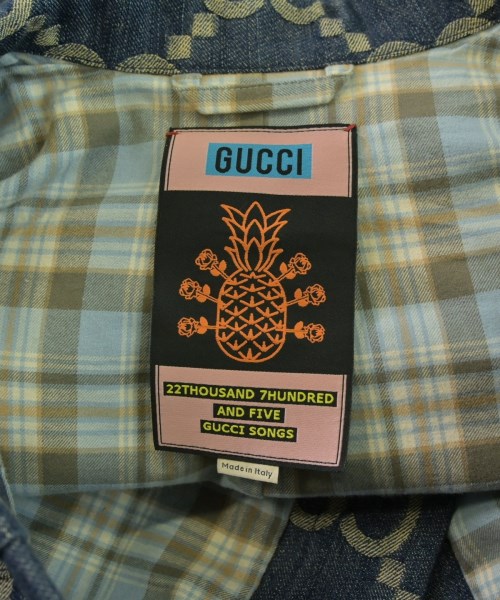 GUCCI
22THOUSAND 7HUNDRED
AND FIVE
GUCCI SONGS
Made in Italy